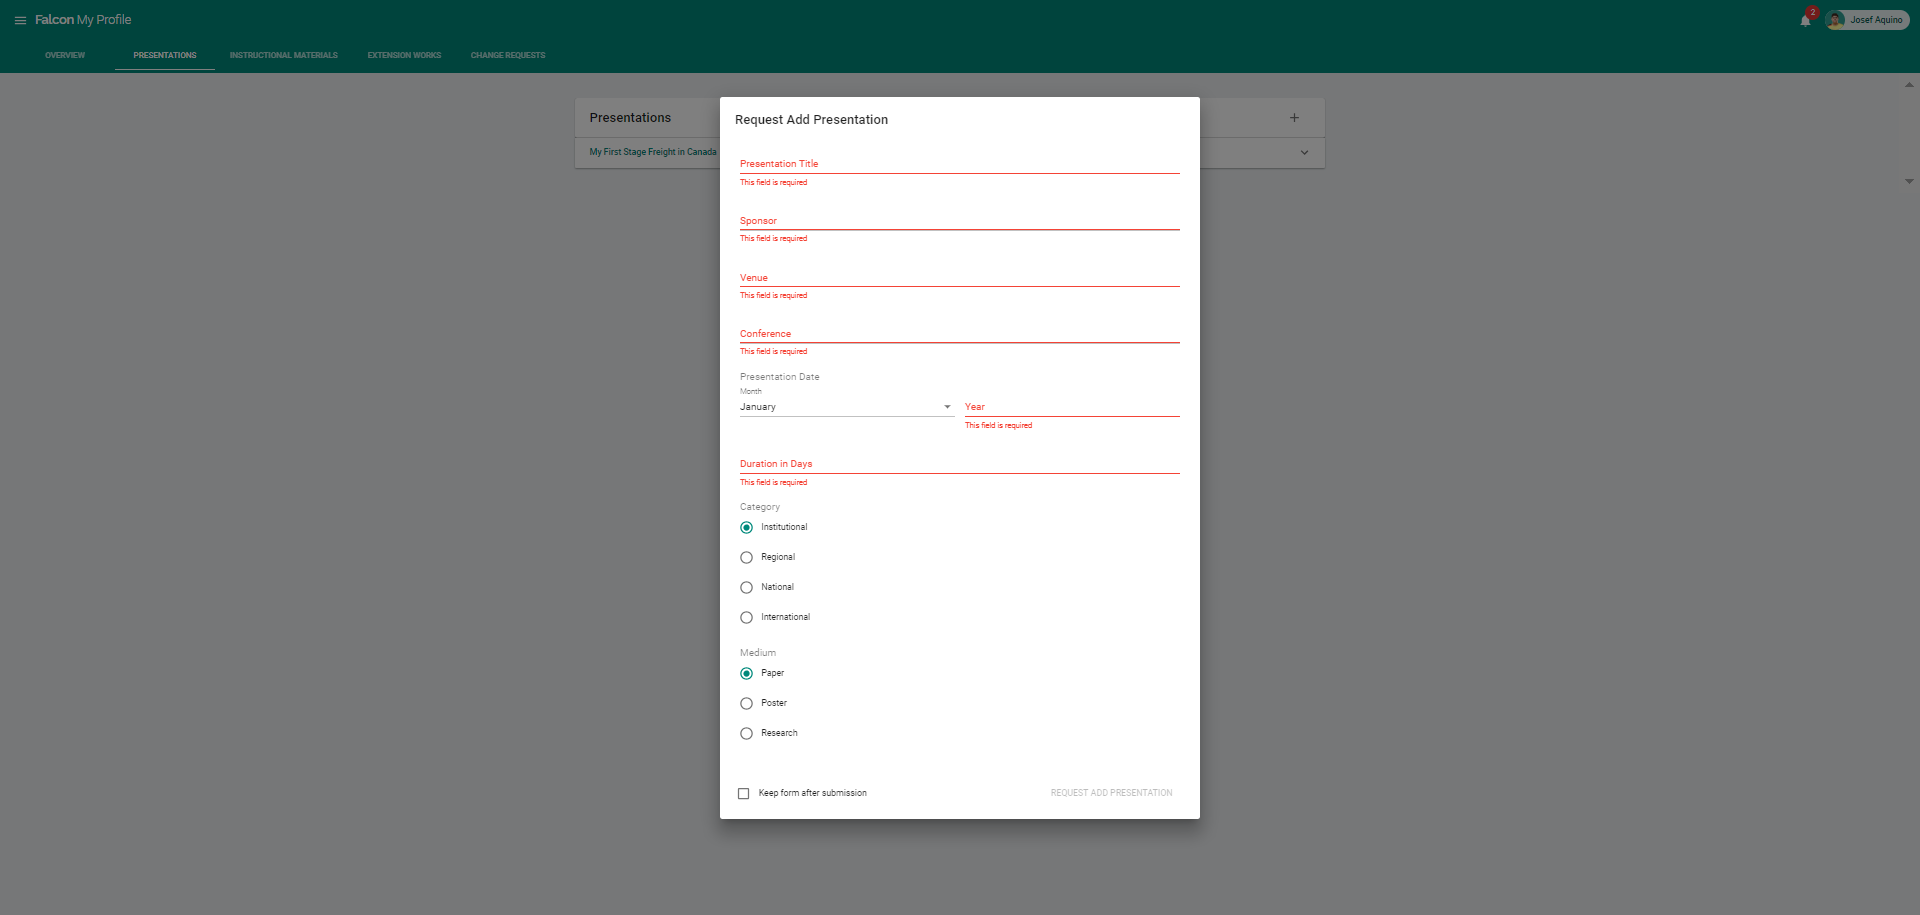 Falcon My Profile
2
Josef Aquino
OVERVIEW
PRESENTATIONS
INSTRUCTIONAL MATERIALS
EXTENSION WORKS
CHANGE REQUESTS
Presentations
My First Stage Freight in Canada
Request Add Presentation
Presentation Title
This field is required
Sponsor
This field is required
Venue
This field is required
Conference
This field is required
Presentation Date
Month
January
Year
This field is required
Duration in Days
This field is required
Category
Institutional
Regional
National
International
Medium
Paper
Poster
Research
Keep form after submission
REQUEST ADD PRESENTATION